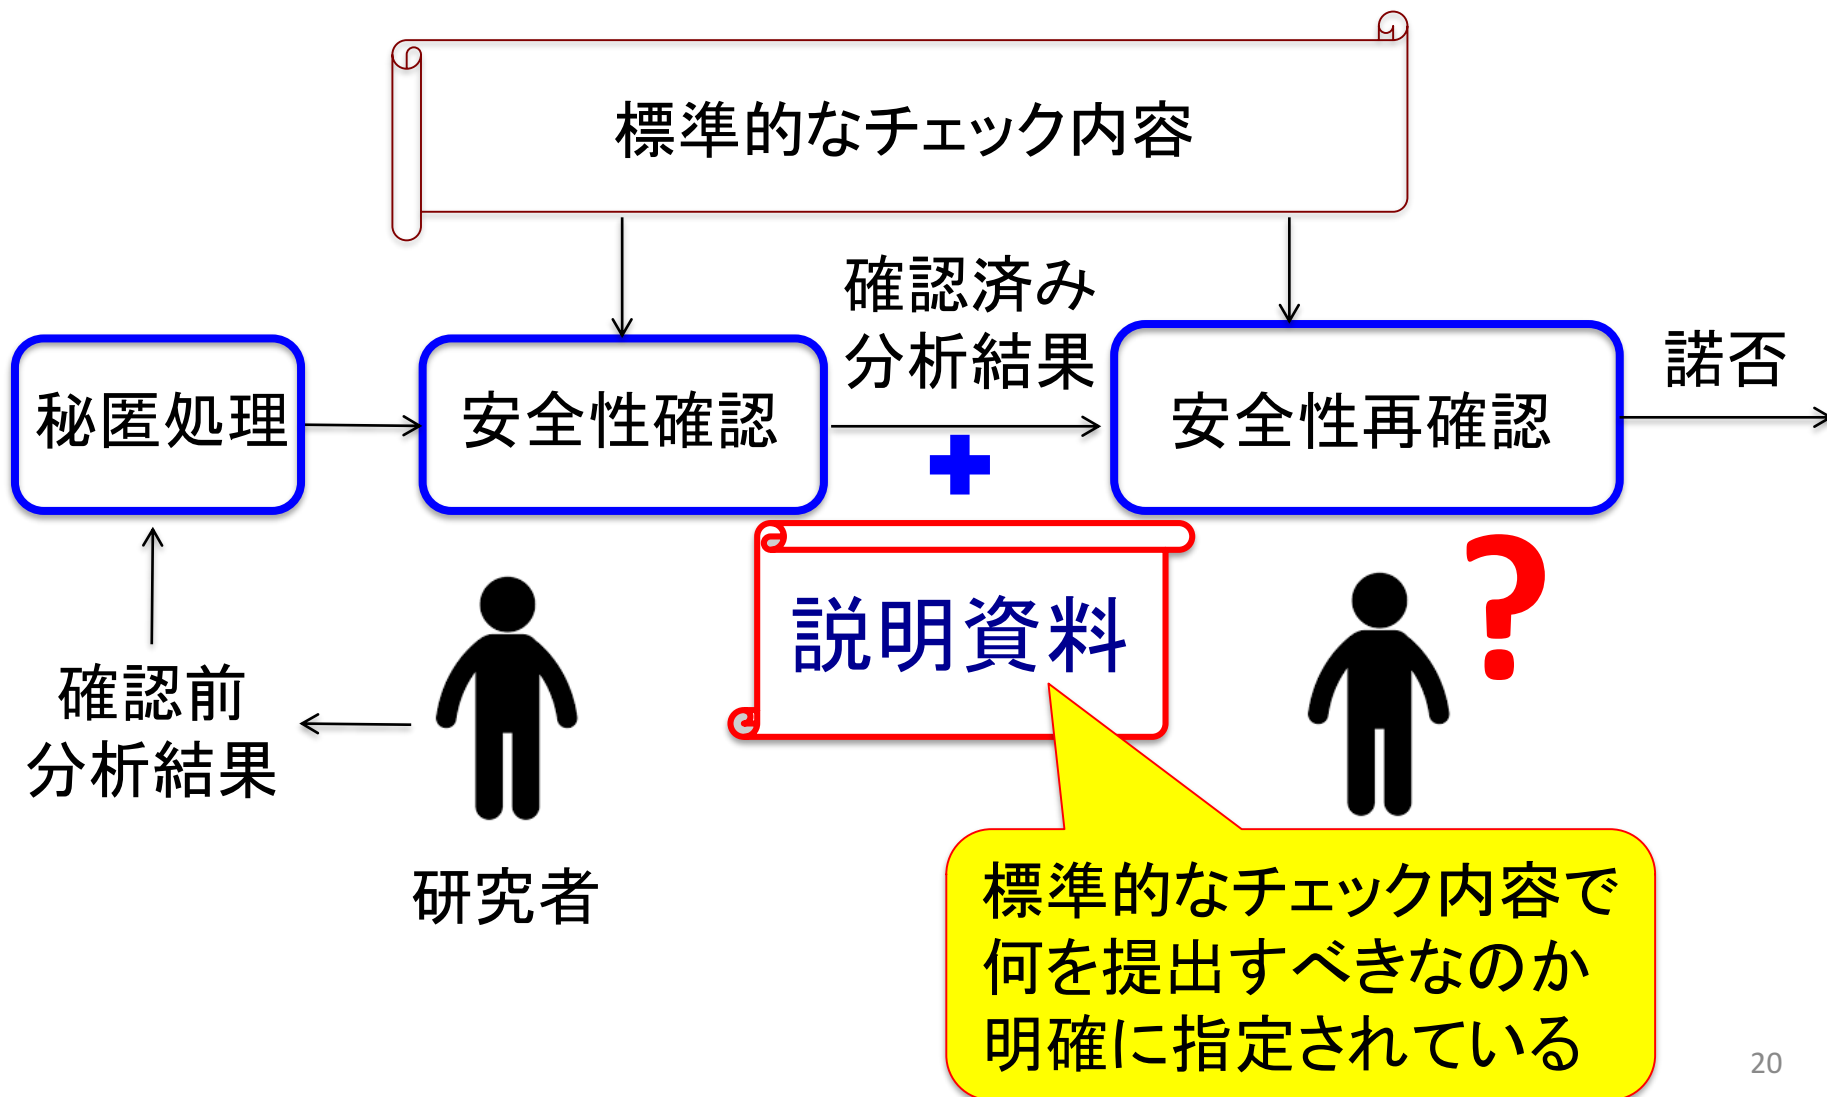 標準的なチェック内容
確認済み
分析結果
諾否
秘匿処理
安全性確認
安全性再確認
説明資料
?
確認前
分析結果
研究者
標準的なチェック内容で
何を提出すべきなのか
明確に指定されている
20